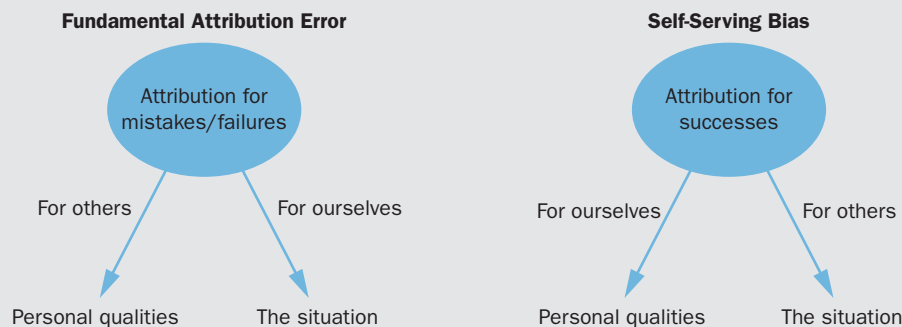 Fundamental Attribution Error
Attribution for
mistakes/failures
For others
For ourselves
Personal qualities
The situation
Self-Serving Bias
Attribution for
successes
For ourselves
For others
Personal qualities
The situation